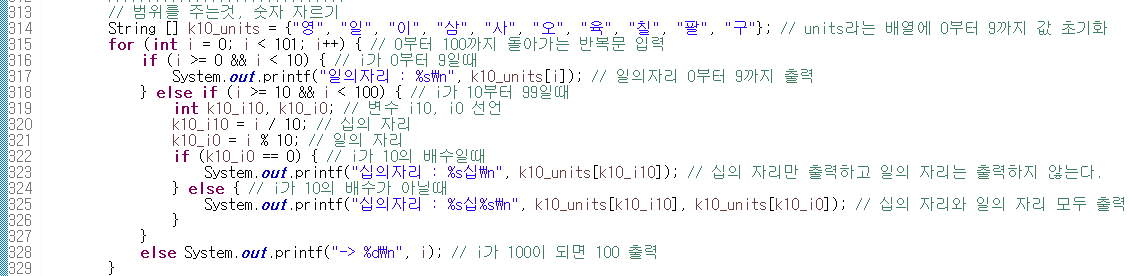 313 // 범위를 주는것, 숫자 자르기
314 String [] k10_units = {"영", "일", "이", "삼", "사", "오", "육", "칠", "팔", "구"}; // units라는 배열에 0부터 9까지 값 초기화
315 for (int i = 0; i < 101; i++) { // 0부터 100까지 돌아가는 반복문 입력
316 if (i >= 0 && i < 10) { // i가 0부터 9일때
317 System.out.printf("일의자리 : %s₩n", k10_units[i]); // 일의자리 0부터 9까지 출력
318 } else if (i >= 10 && i < 100) { // i가 10부터 99일때
319 int k10_i10, k10_i0; // 변수 i10, i0 선언
320 k10_i10 = i / 10; // 십의 자리
321 k10_i0 = i % 10; // 일의 자리
322 if (k10_i0 == 0) { // i가 10의 배수일때
323 System.out.printf("십의자리 : %s십₩n", k10_units[k10_i10]); // 십의 자리만 출력하고 일의 자리는 출력하지 않는다.
324 } else { // i가 10의 배수가 아닐때
325 System.out.printf("십의자리 : %s십%s₩n", k10_units[k10_i10], k10_units[k10_i0]); // 십의 자리와 일의 자리 모두 출력
326 }
327 }
328 else System.out.printf("-> %d₩n", i); // i가 100이 되면 100 출력
329 }